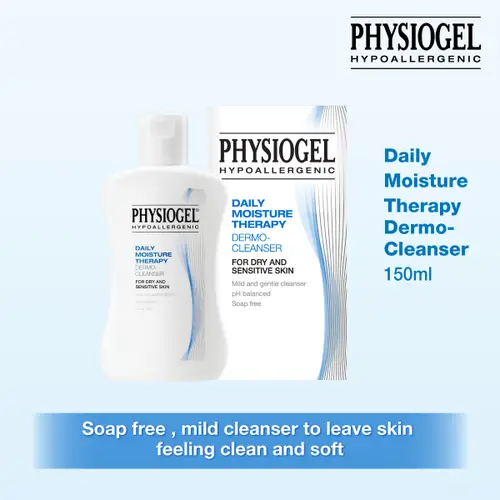 PHYSIOGEL
HYPOALLERGENIC
PHYSIOGEL
HYPOALLERGENIC
DAILY
MOISTURE
THERAPY
DERMO-
CLEANSER
FOR DRY AND
SENSITIVE SKIN
PHYSIOGEL
HYPOALLERGENIC
DAILY
MOISTURE
THERAPY
DERMO-
CLEANSER
FOR DRY AND
SENSITIVE SKIN
Mild and gentle cleanser
pH balanced
Soap free
Daily
Moisture
Therapy
Dermo-
Cleanser
150ml
Soap free , mild cleanser to leave skin
feeling clean and soft